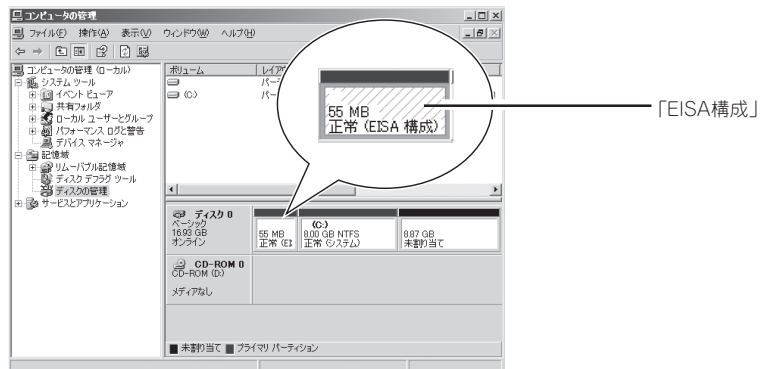 コンピュータの管理
ファイル(F) 操作(A) 表示(V) ウィンドウ(W) ヘルプ(H)
コンピュータの管理 (ローカル)
システム ツール
イベント ビューア
共有フォルダ
ローカル ユーザーとグループ
パフォーマンス ログと警告
デバイス マネージャ
記憶域
リムーバブル記憶域
ディスク デフラグ ツール
ディスクの管理
サービスとアプリケーション
ボリューム
(C:)
55 MB
正常 (EISA 構成)
「EISA構成」
ディスク 0
ベーシック
16.93 GB
オンライン
55 MB
正常 (EI
(C:)
8.00 GB NTFS
正常 (システム)
8.87 GB
未割り当て
CD-ROM 0
CD-ROM (D:)
メディアなし
未割り当て プライマリ パーティション